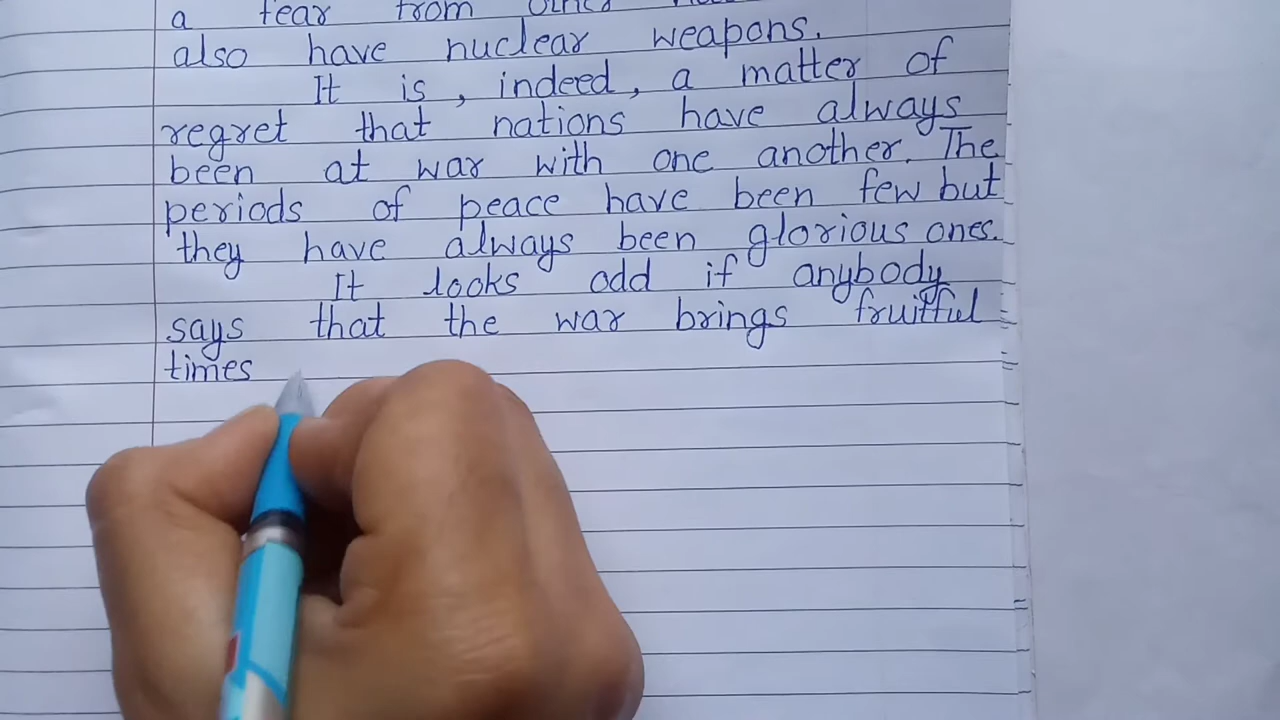 a fear from other
also have nuclear weapons.
It is, indeed, a matter of
regret that nations have always
been at war with one another. The
periods of peace have been few but
they have always been glorious ones.
It looks odd if anybody
says that the war brings fruitful
times